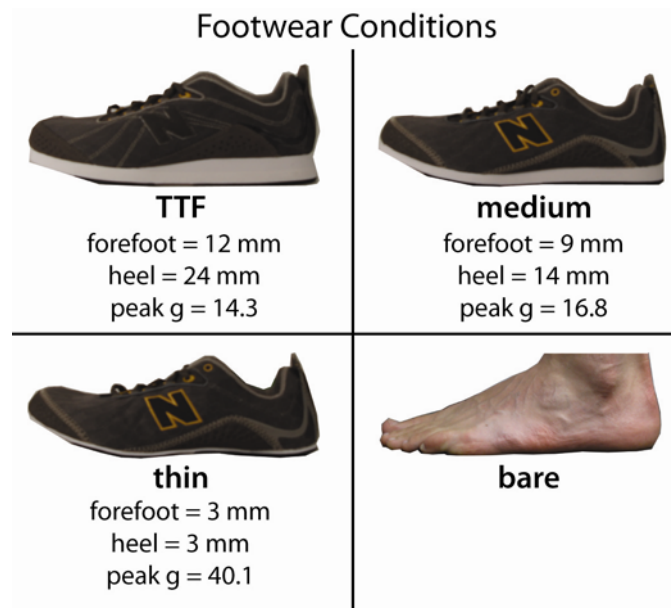 Footwear Conditions
N
TTF
forefoot = 12 mm
heel = 24 mm
peak g = 14.3
N
medium
forefoot = 9 mm
heel = 14 mm
peak g = 16.8
N
thin
forefoot = 3 mm
heel = 3 mm
peak g = 40.1
bare